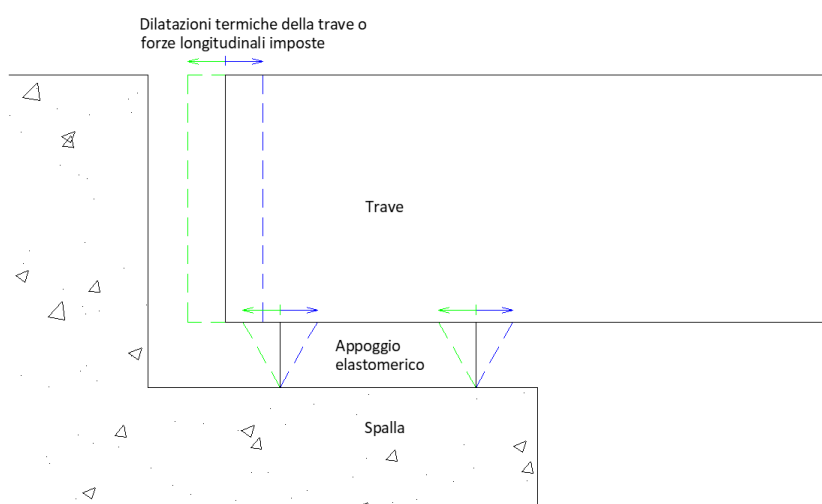 Dilatazioni termiche della trave o
forze longitudinali imposte
Trave
Appoggio
elastomerico
Spalla